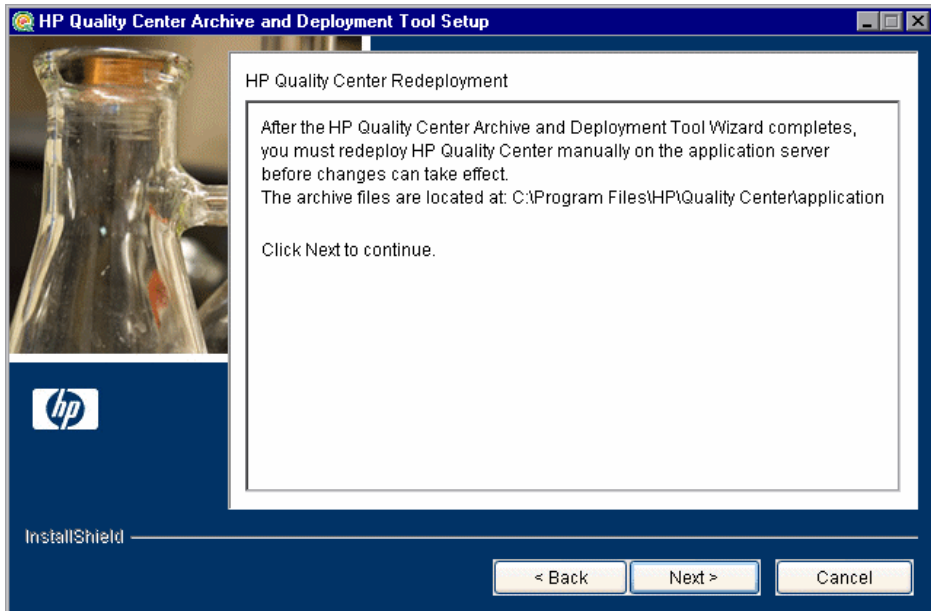 HP Quality Center Archive and Deployment Tool Setup
HP Quality Center Redeployment
After the HP Quality Center Archive and Deployment Tool Wizard completes,
you must redeploy HP Quality Center manually on the application server
before changes can take effect.
The archive files are located at: C:\Program Files\HP\Quality Center\application
Click Next to continue.
hp
InstallShield
< Back
Next >
Cancel